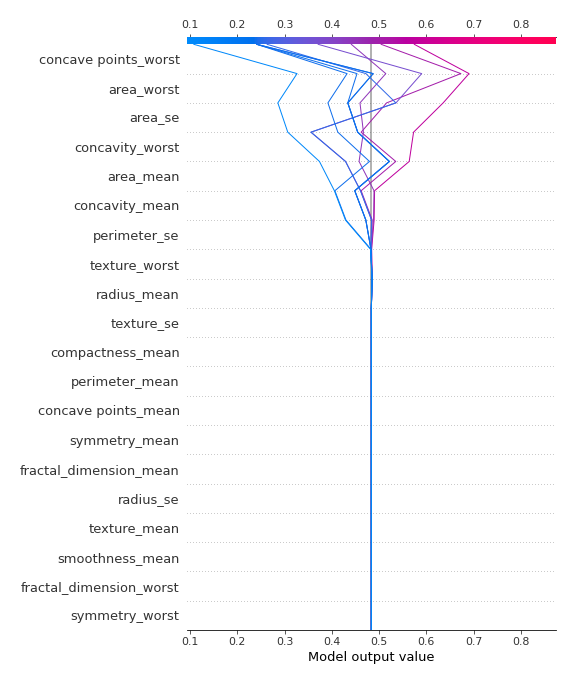 0.1 0.2 0.3 0.4 0.5 0.6 0.7 0.8
concave points_worst
area_worst
area_se
concavity_worst
area_mean
concavity_mean
perimeter_se
texture_worst
radius_mean
texture_se
compactness_mean
perimeter_mean
concave points_mean
symmetry_mean
fractal_dimension_mean
radius_se
texture_mean
smoothness_mean
fractal_dimension_worst
symmetry_worst
0.1 0.2 0.3 0.4 0.5 0.6 0.7 0.8
Model output value